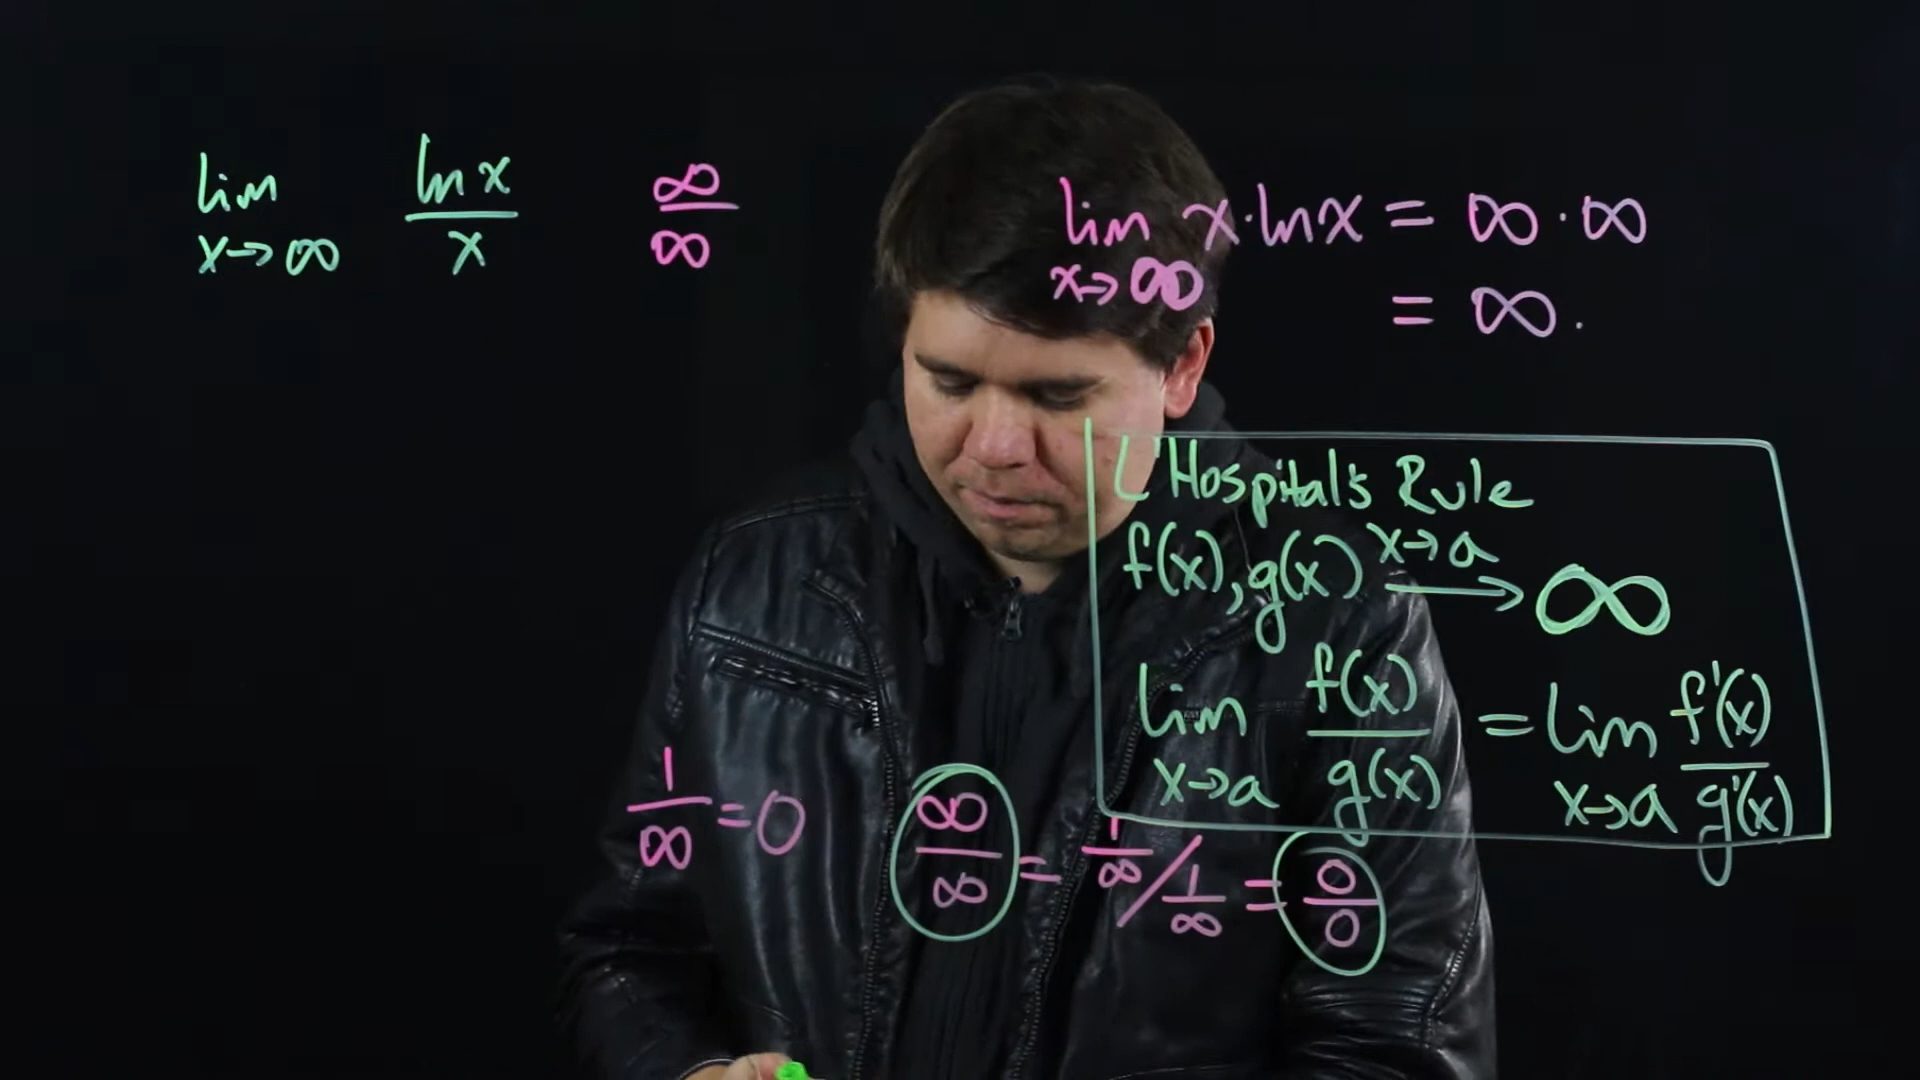 lim x→∞ ln x / x ∞/∞
lim x→∞ x·ln x = ∞·∞
= ∞.
L'Hospital's Rule
f(x), g(x) x→a ⟶ ∞
lim x→a f(x)/g(x) = lim x→a f'(x)/g'(x)
1/∞ = 0
∞/∞ = 1/∞ / 1/∞ = 0/0